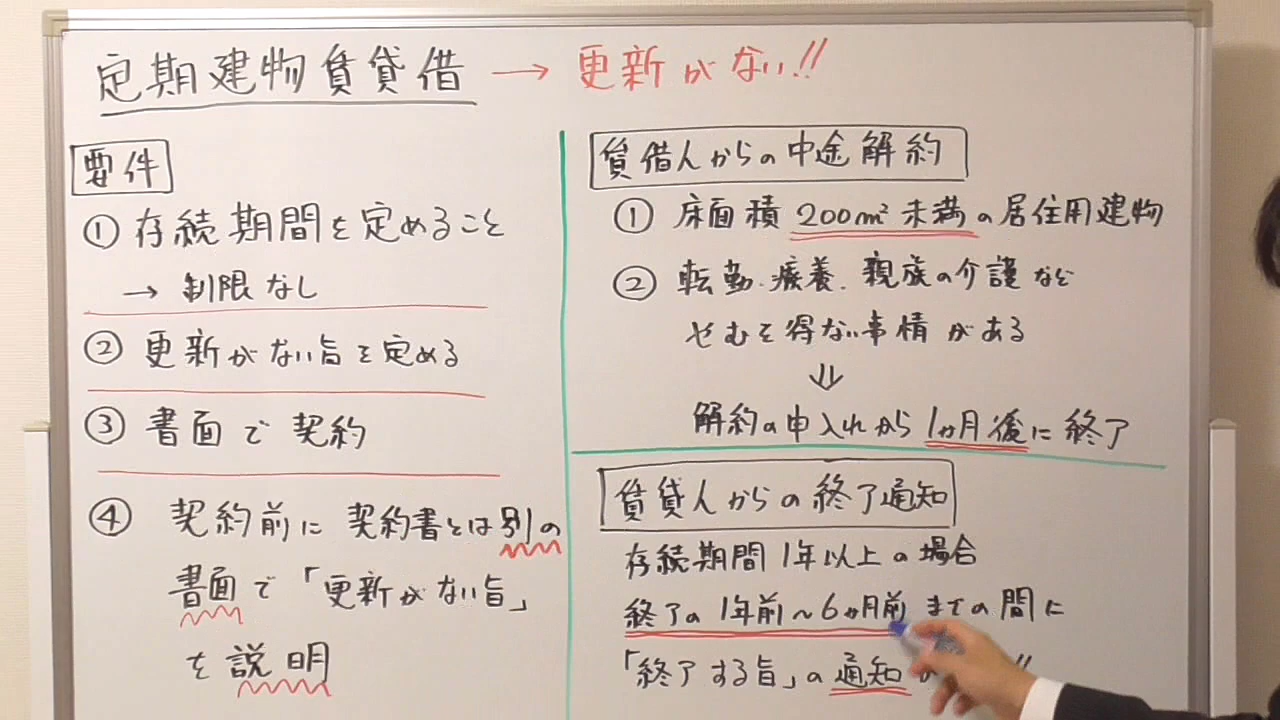 定期建物賃貸借 → 更新がない!!
要件
① 存続期間を定めること
→ 制限なし
② 更新がない旨を定める
③ 書面で契約
④ 契約前に契約書とは別の
書面で「更新がない旨」
を説明
賃借人からの中途解約
① 床面積 200m²未満の居住用建物
② 転勤.療養.親族の介護など
やむを得ない事情がある
⇓
解約の申入れから1ヶ月後に終了
賃貸人からの終了通知
存続期間1年以上の場合
終了の1年前〜6ヶ月前までの間に
「終了する旨」の通知 !!